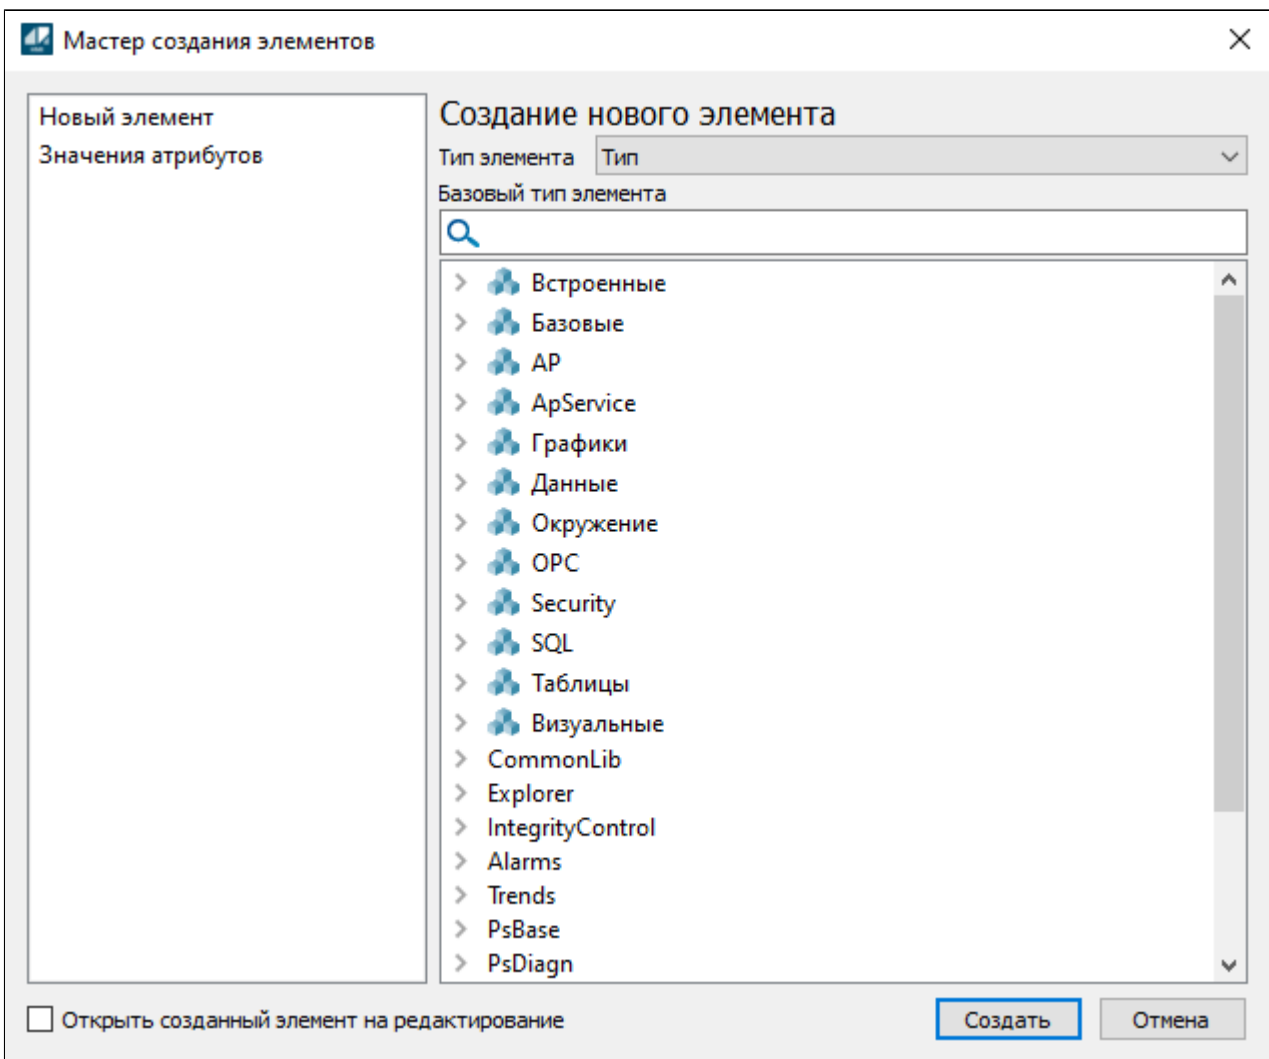 Мастер создания элементов
Новый элемент
Значения атрибутов
Создание нового элемента
Тип элемента Тип
Базовый тип элемента
Встроенные
Базовые
AP
ApService
Графики
Данные
Окружение
OPC
Security
SQL
Таблицы
Визуальные
CommonLib
Explorer
IntegrityControl
Alarms
Trends
PsBase
PsDiagn
Открыть созданный элемент на редактирование
Создать Отмена